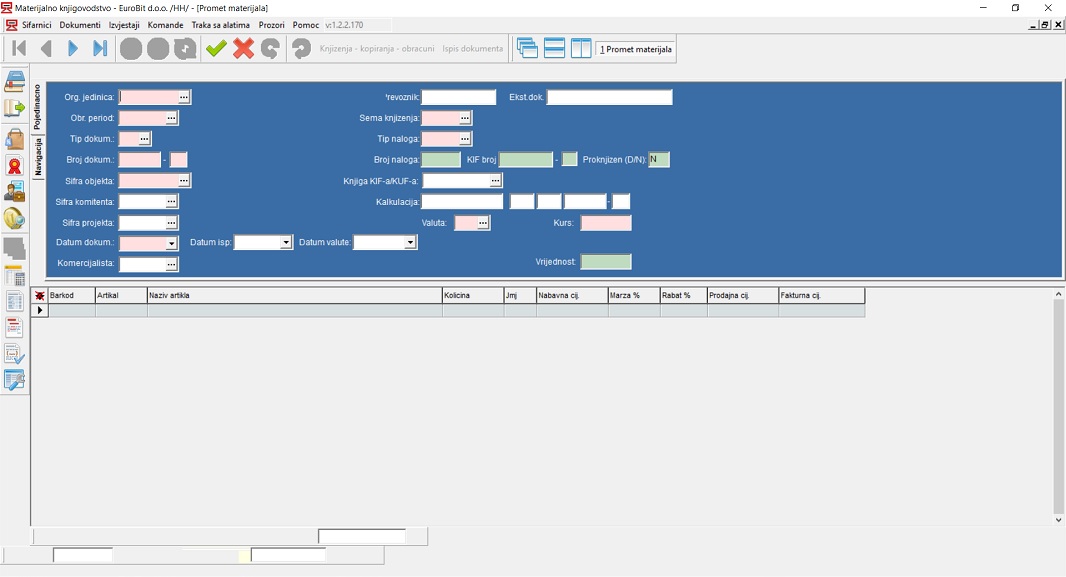 Materijalno knjigovodstvo - EuroBit d.o.o. /HH/ - [Promet materijala]
Sifarnici Dokumenti Izvjestaji Komande Traka sa alatima Prozori Pomoc v:1.2.2.170
Knjizenja - kopiranja - obracuni Ispis dokumenta 1 Promet materijala
Pojedinacno
Navigacija
Org. jedinica: revoznik: Ekst.dok.
Obr. period: Sema knjizenja:
Tip dokum.: Tip naloga:
Broj dokum.: - Broj naloga: KIF broj - Proknjizen (D/N): N
Sifra objekta: Knjiga KIF-a/KUF-a:
Sifra komitenta: Kalkulacija: -
Sifra projekta: Valuta: Kurs:
Datum dokum.: Datum isp: Datum valute:
Komercijalista: Vrijednost:
Barkod Artikal Naziv artikla Kolicina Jmj Nabavna cij. Marza % Rabat % Prodajna cij. Fakturna cij.